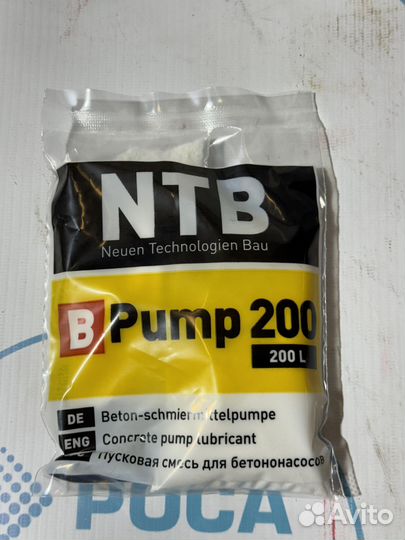 NTB
Neuen Technologien Bau
B Pump 200
200 L
DE Beton-schmiermittelpumpe
ENG Concrete pump lubricant
Пусковая смесь для бетононасосов
РОСА
Avito